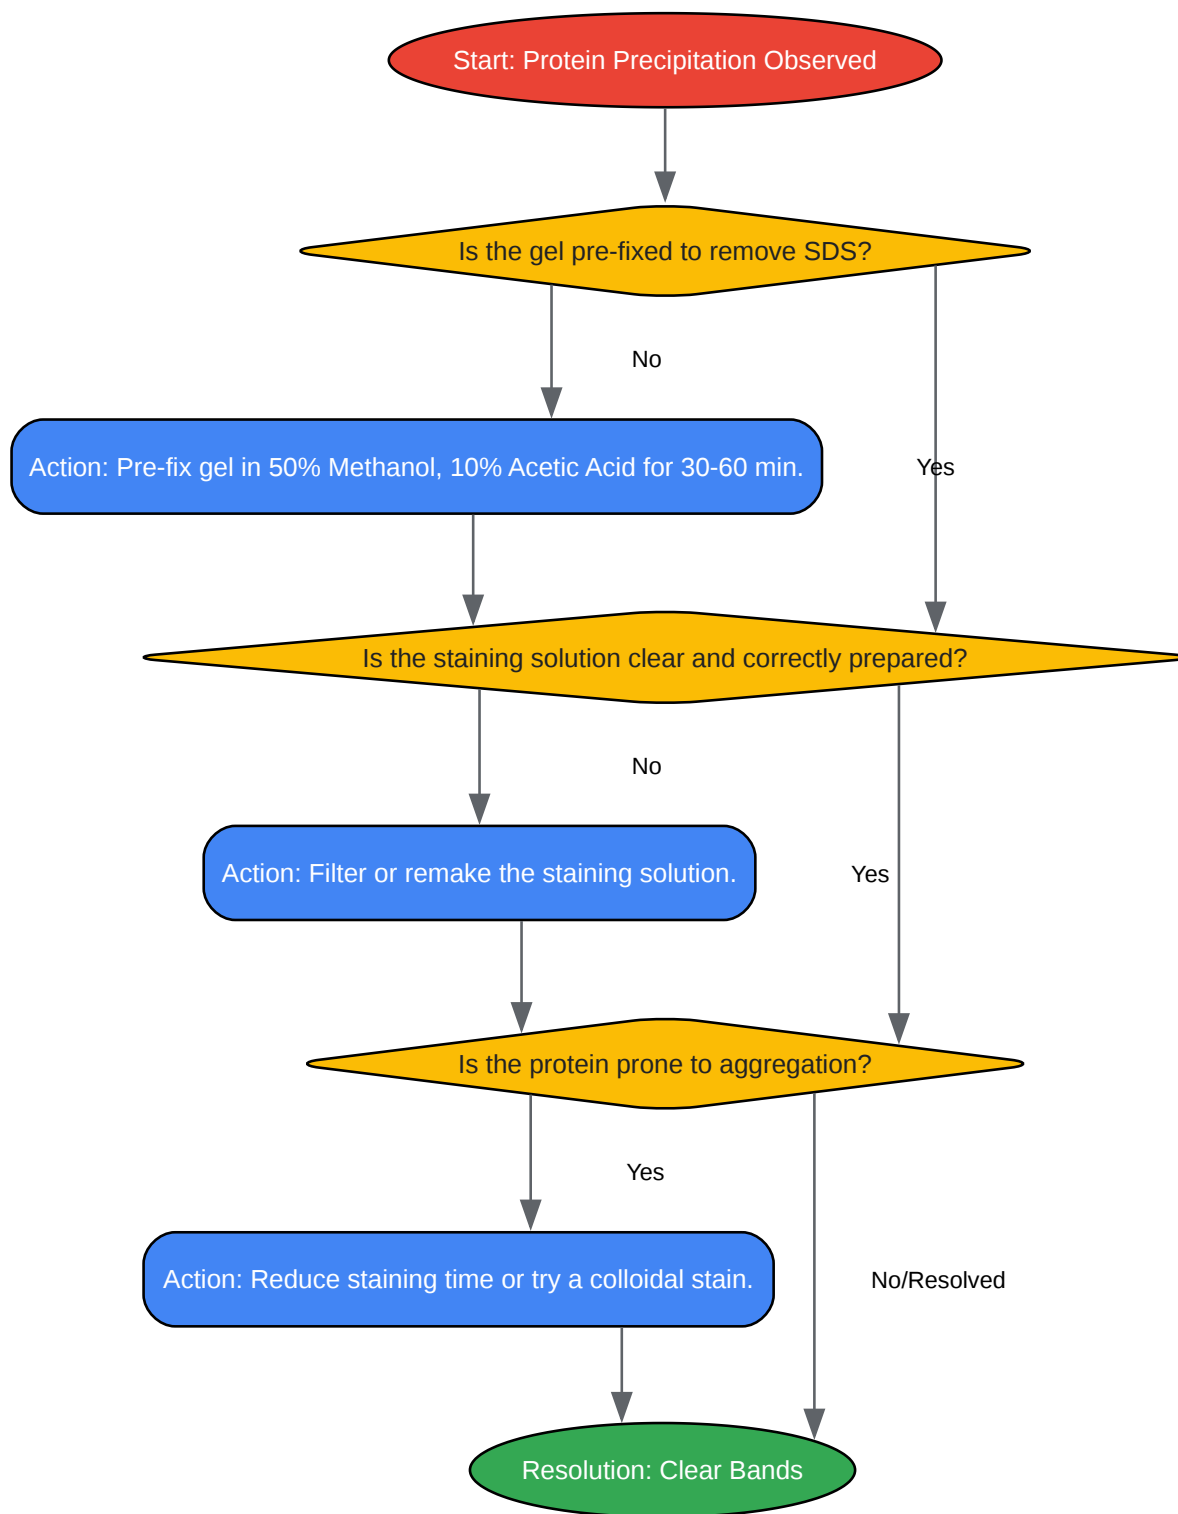 Start: Protein Precipitation Observed
Is the gel pre-fixed to remove SDS?
No
Action: Pre-fix gel in 50% Methanol, 10% Acetic Acid for 30-60 min.
Yes
Is the staining solution clear and correctly prepared?
No
Action: Filter or remake the staining solution.
Yes
Is the protein prone to aggregation?
Yes
Action: Reduce staining time or try a colloidal stain.
No/Resolved
Resolution: Clear Bands